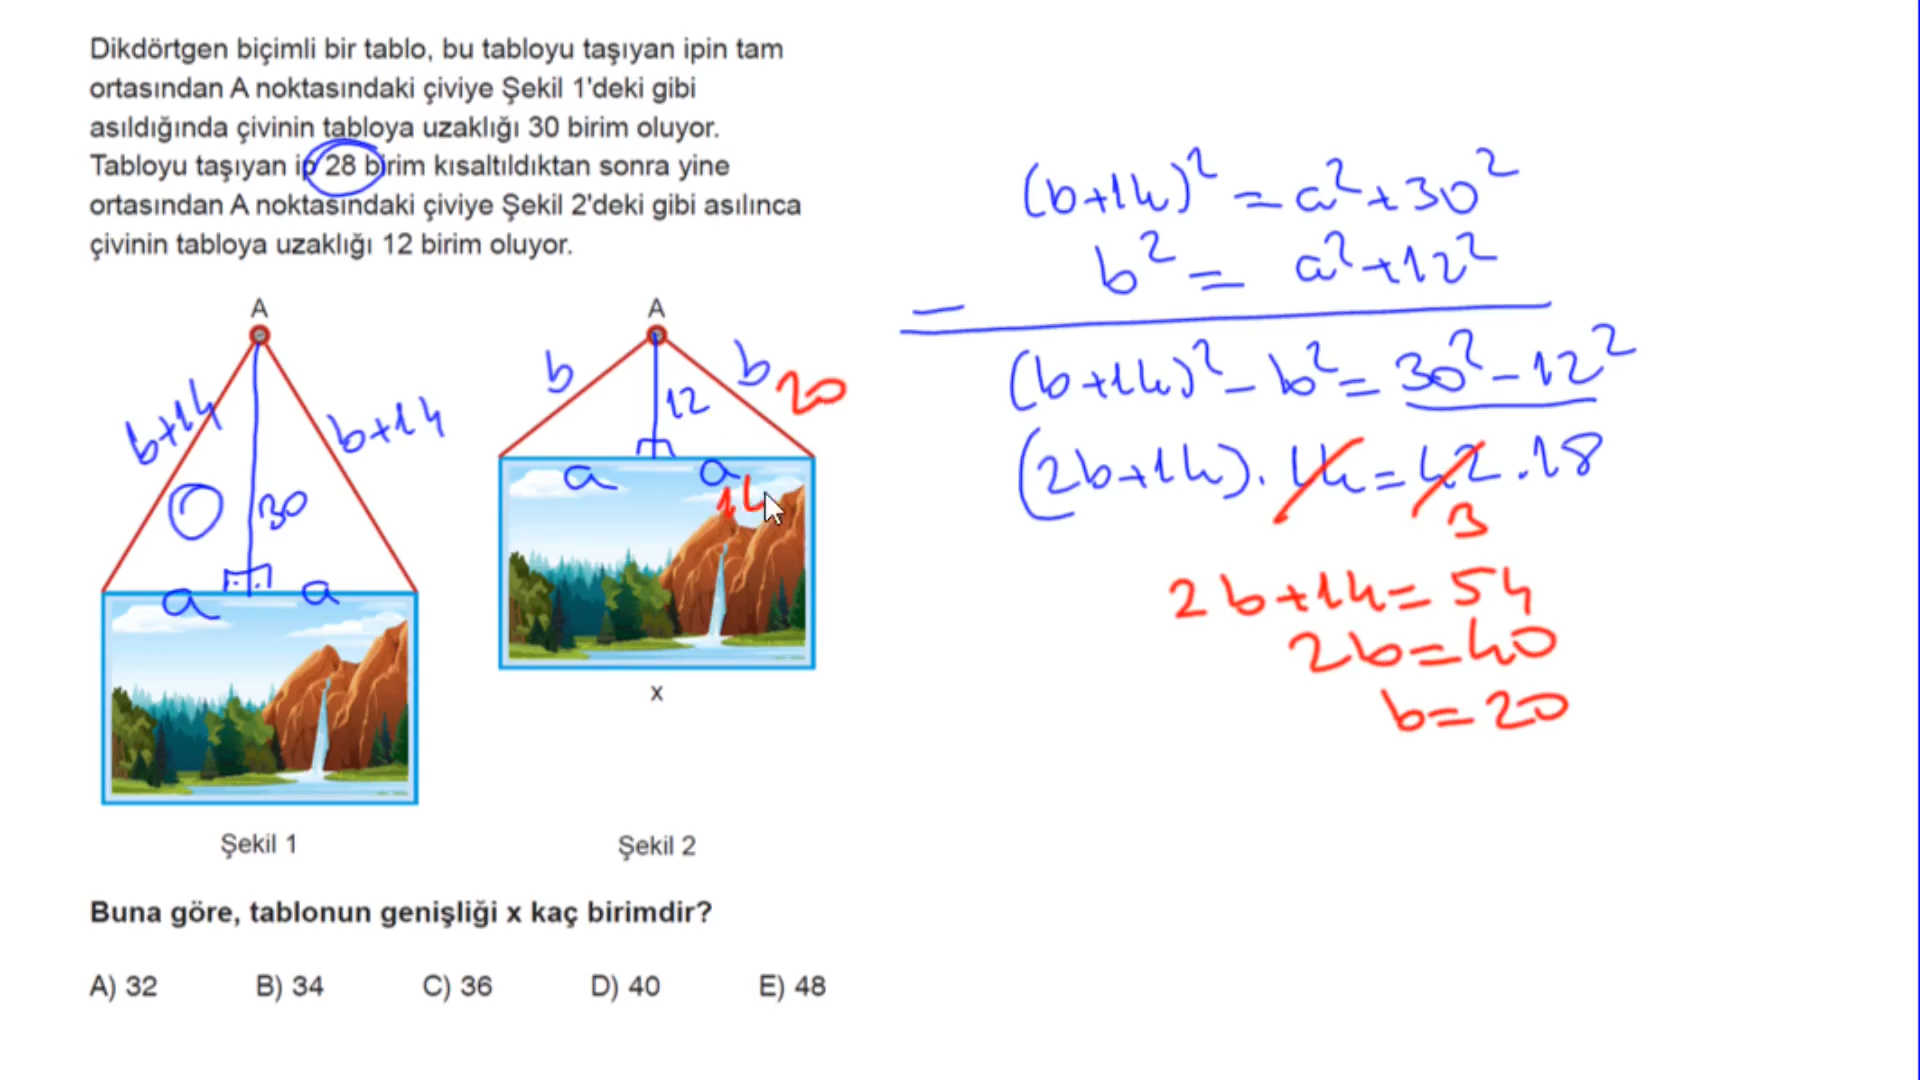 Dikdörtgen biçimli bir tablo, bu tabloyu taşıyan ipin tam
ortasından A noktasındaki çiviye Şekil 1'deki gibi
asıldığında çivinin tabloya uzaklığı 30 birim oluyor.
Tabloyu taşıyan ip 28 birim kısaltıldıktan sonra yine
ortasından A noktasındaki çiviye Şekil 2'deki gibi asılınca
çivinin tabloya uzaklığı 12 birim oluyor.
A
b+14
b+14
30
a a
Şekil 1
A
b
b 20
12
a a
14
x
Şekil 2
Buna göre, tablonun genişliği x kaç birimdir?
A) 32 B) 34 C) 36 D) 40 E) 48
(b+14)² = a²+30²
b² = a²+12²
−
(b+14)² − b² = 30² − 12²
(2b+14) . 14 = 42 . 18
3
2b+14 = 54
2b = 40
b = 20